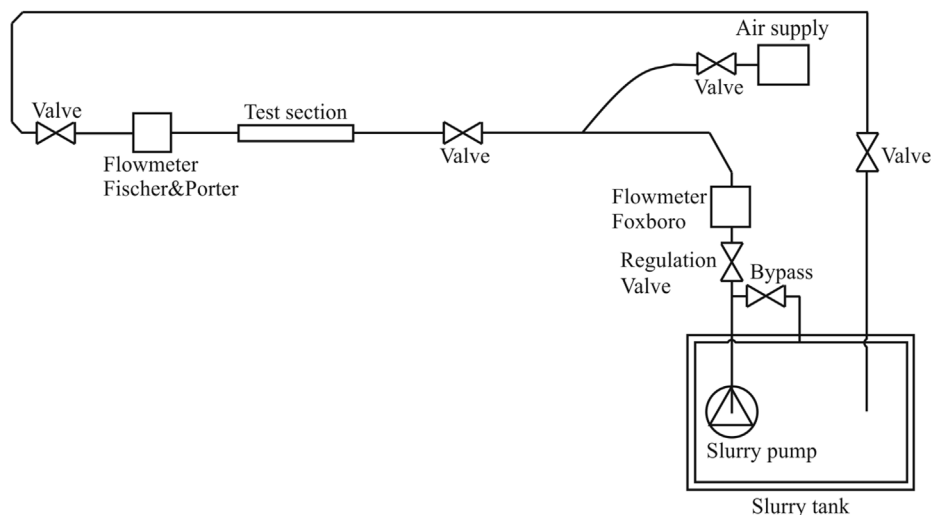 Air supply
Valve
Valve
Test section
Flowmeter
Fischer&Porter
Valve
Valve
Flowmeter
Foxboro
Regulation
Valve
Bypass
Slurry pump
Slurry tank